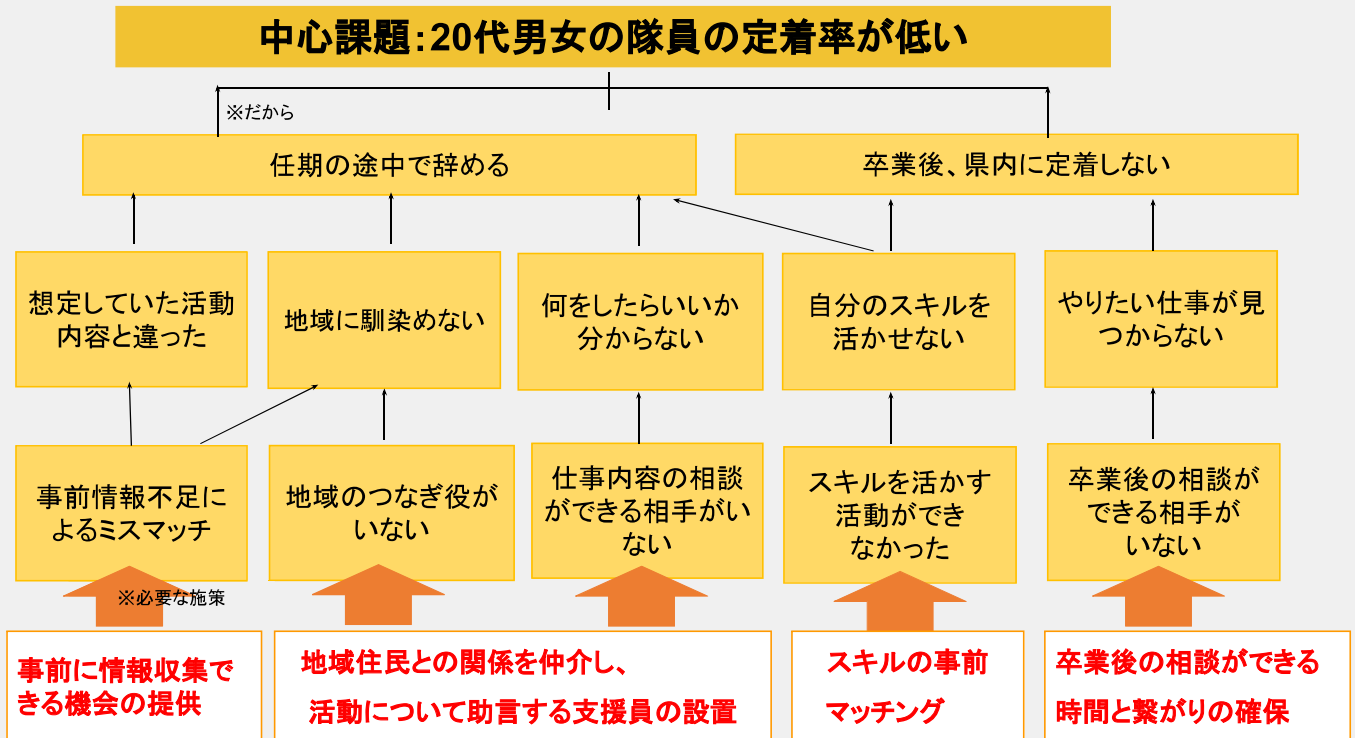 中心課題:20代男女の隊員の定着率が低い
※だから
任期の途中で辞める
卒業後、県内に定着しない
想定していた活動
内容と違った
地域に馴染めない
何をしたらいいか
分からない
自分のスキルを
活かせない
やりたい仕事が見
つからない
事前情報不足に
よるミスマッチ
地域のつなぎ役が
いない
仕事内容の相談
ができる相手がい
ない
スキルを活かす
活動ができ
なかった
卒業後の相談が
できる相手が
いない
※必要な施策
事前に情報収集で
きる機会の提供
地域住民との関係を仲介し、
活動について助言する支援員の設置
スキルの事前
マッチング
卒業後の相談ができる
時間と繋がりの確保